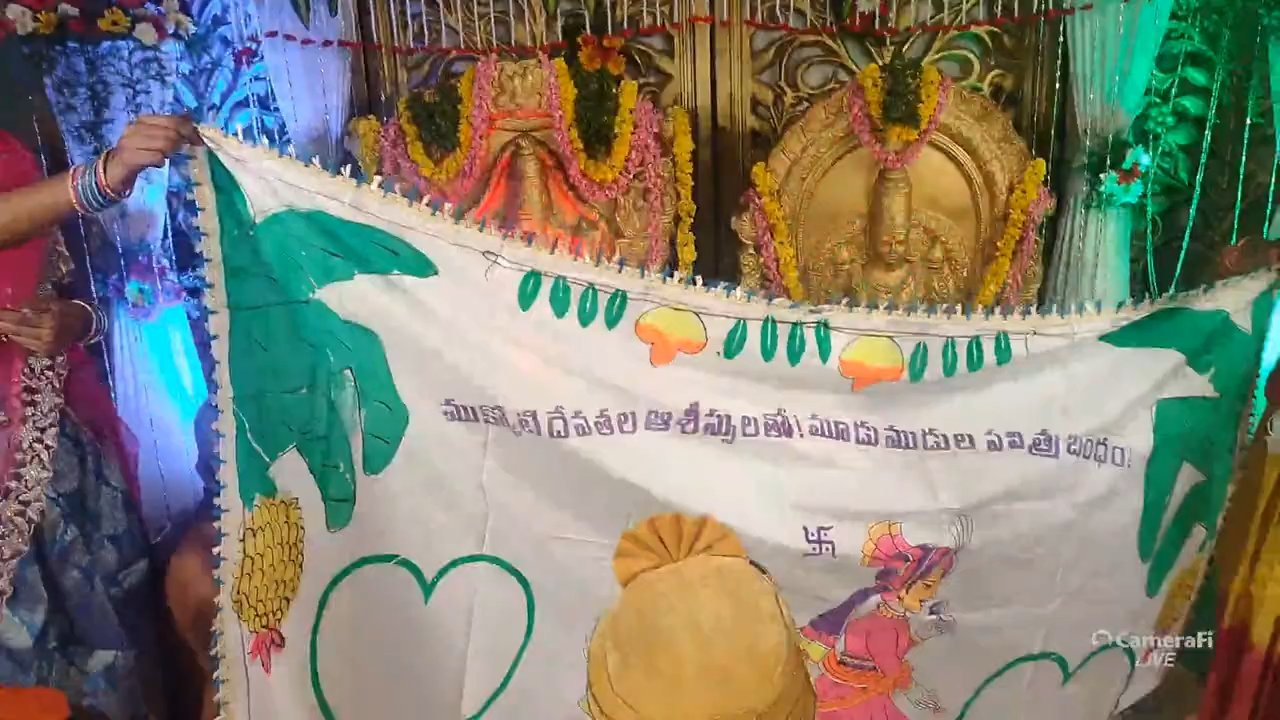 ముక్కోటి దేవతల ఆశీస్సులతో! మూడుముడుల పవిత్ర బంధం!
CameraFi
LIVE